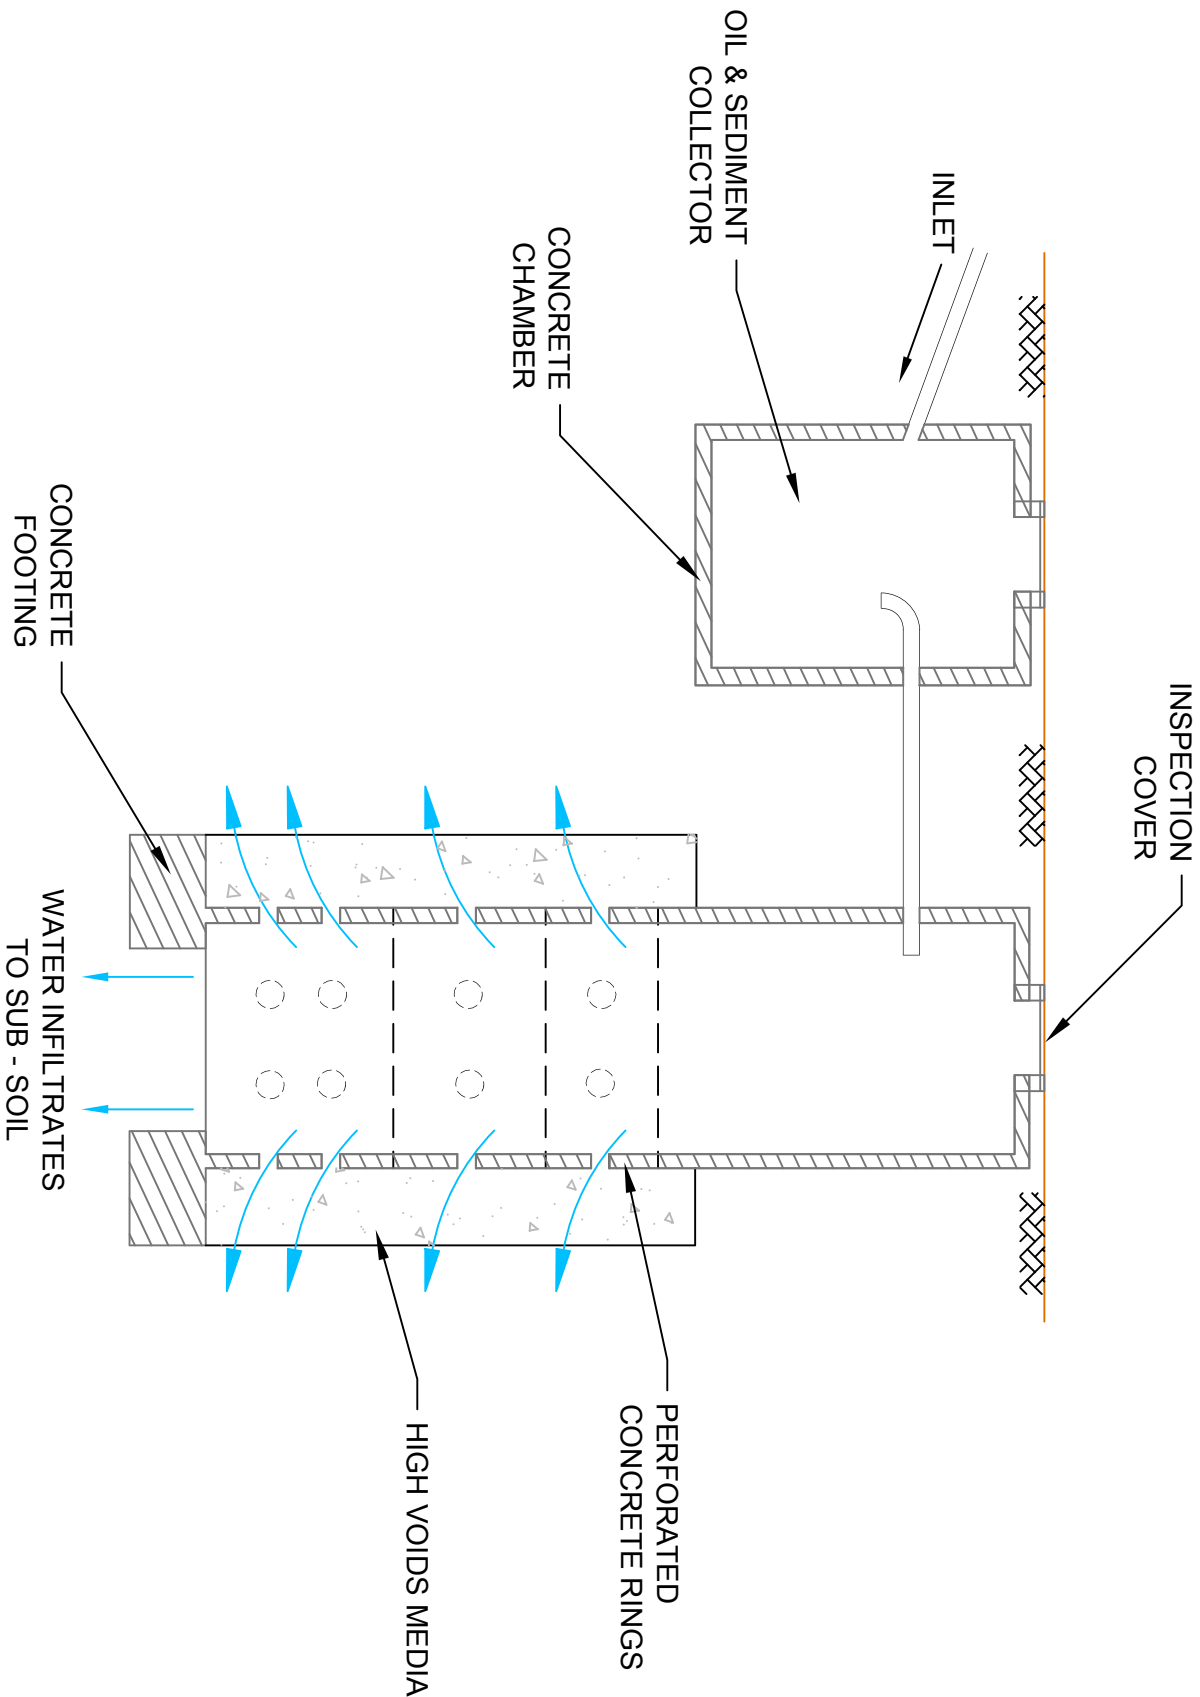 INSPECTION
COVER
INLET
OIL & SEDIMENT
COLLECTOR
CONCRETE
CHAMBER
PERFORATED
CONCRETE RINGS
HIGH VOIDS MEDIA
CONCRETE
FOOTING
WATER INFILTRATES
TO SUB - SOIL